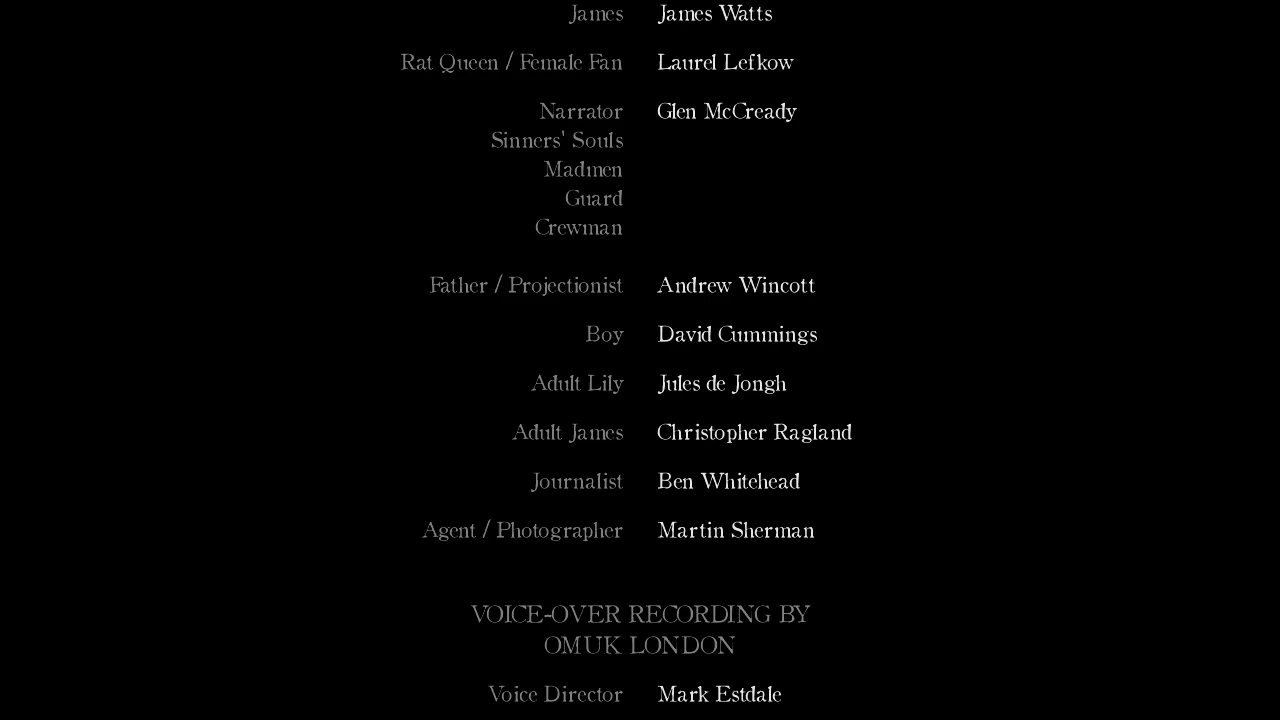 James James Watts
Rat Queen / Female Fan Laurel Lefkow
Narrator Glen McCready
Sinners' Souls
Madmen
Guard
Crewman
Father / Projectionist Andrew Wincott
Boy David Cummings
Adult Lily Jules de Jongh
Adult James Christopher Ragland
Journalist Ben Whitehead
Agent / Photographer Martin Sherman
VOICE-OVER RECORDING BY
OMUK LONDON
Voice Director Mark Estdale